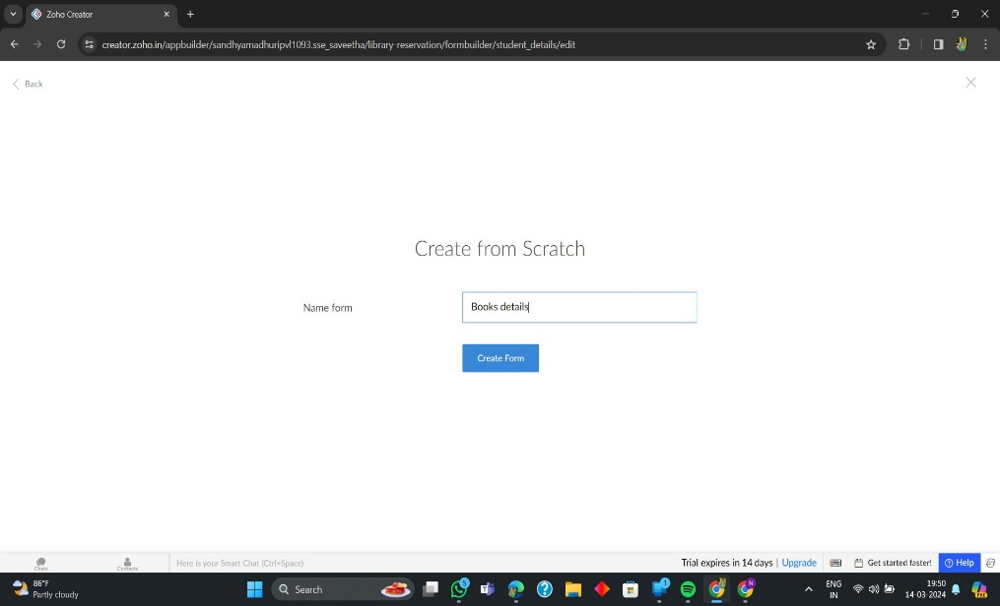 Zoho Creator
creator.zoho.in/appbuilder/sandhyamadhuripvl1093.sse_saveetha/library-reservation/formbuilder/student_details/edit
Back
Create from Scratch
Name form
Books details
Create Form
Chats
Contacts
Here is your Smart Chat (Ctrl+Space)
Trial expires in 14 days | Upgrade
Get started faster!
Help
86°F
Partly cloudy
Search
ENG
IN
19:50
14-03-2024